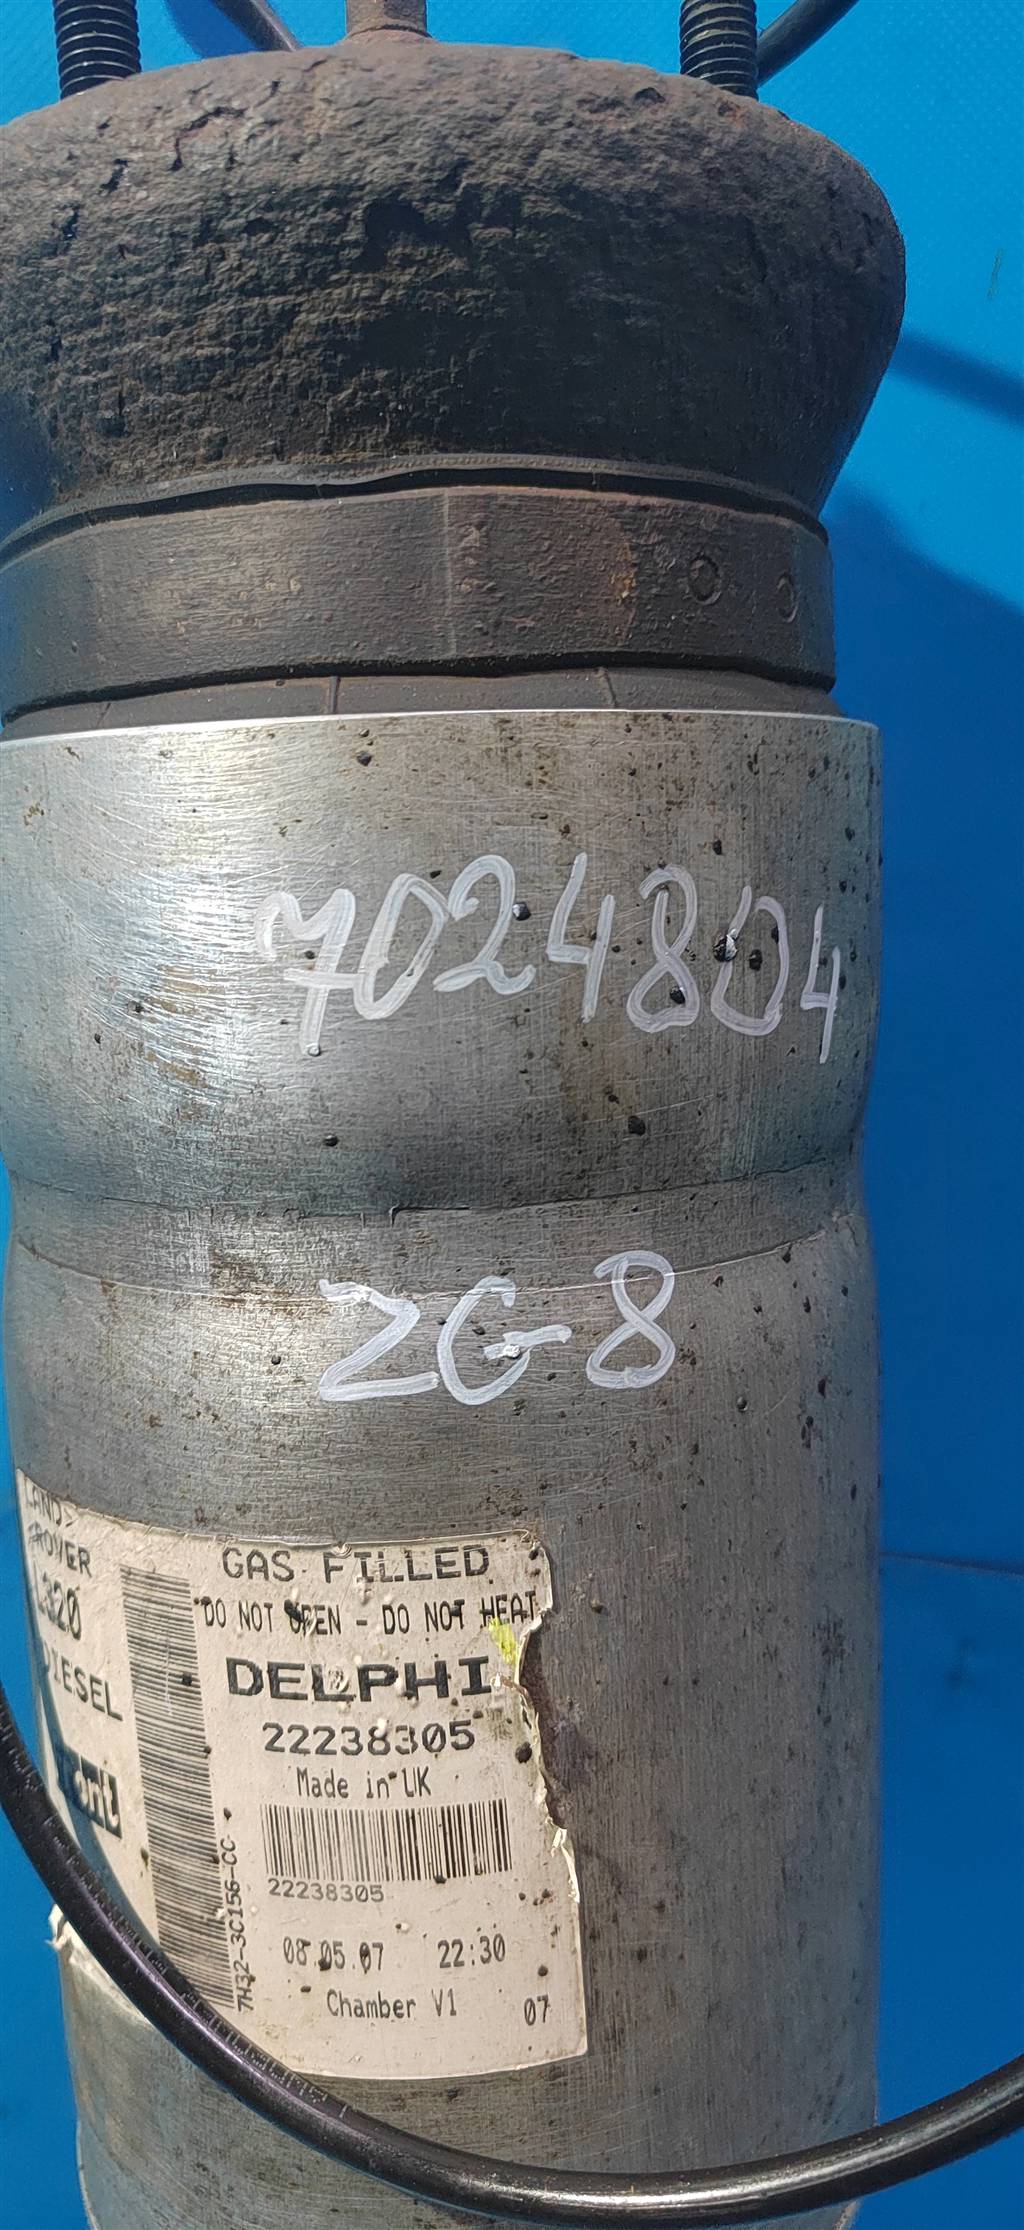 7024804
ZG-8
LAND
ROVER
L320
DIESEL
Front
GAS FILLED
DO NOT OPEN - DO NOT HEAT
DELPHI
22238305
Made in UK
22238305
08.05.07 22:30
Chamber V1 07
7H32-3C156-CC